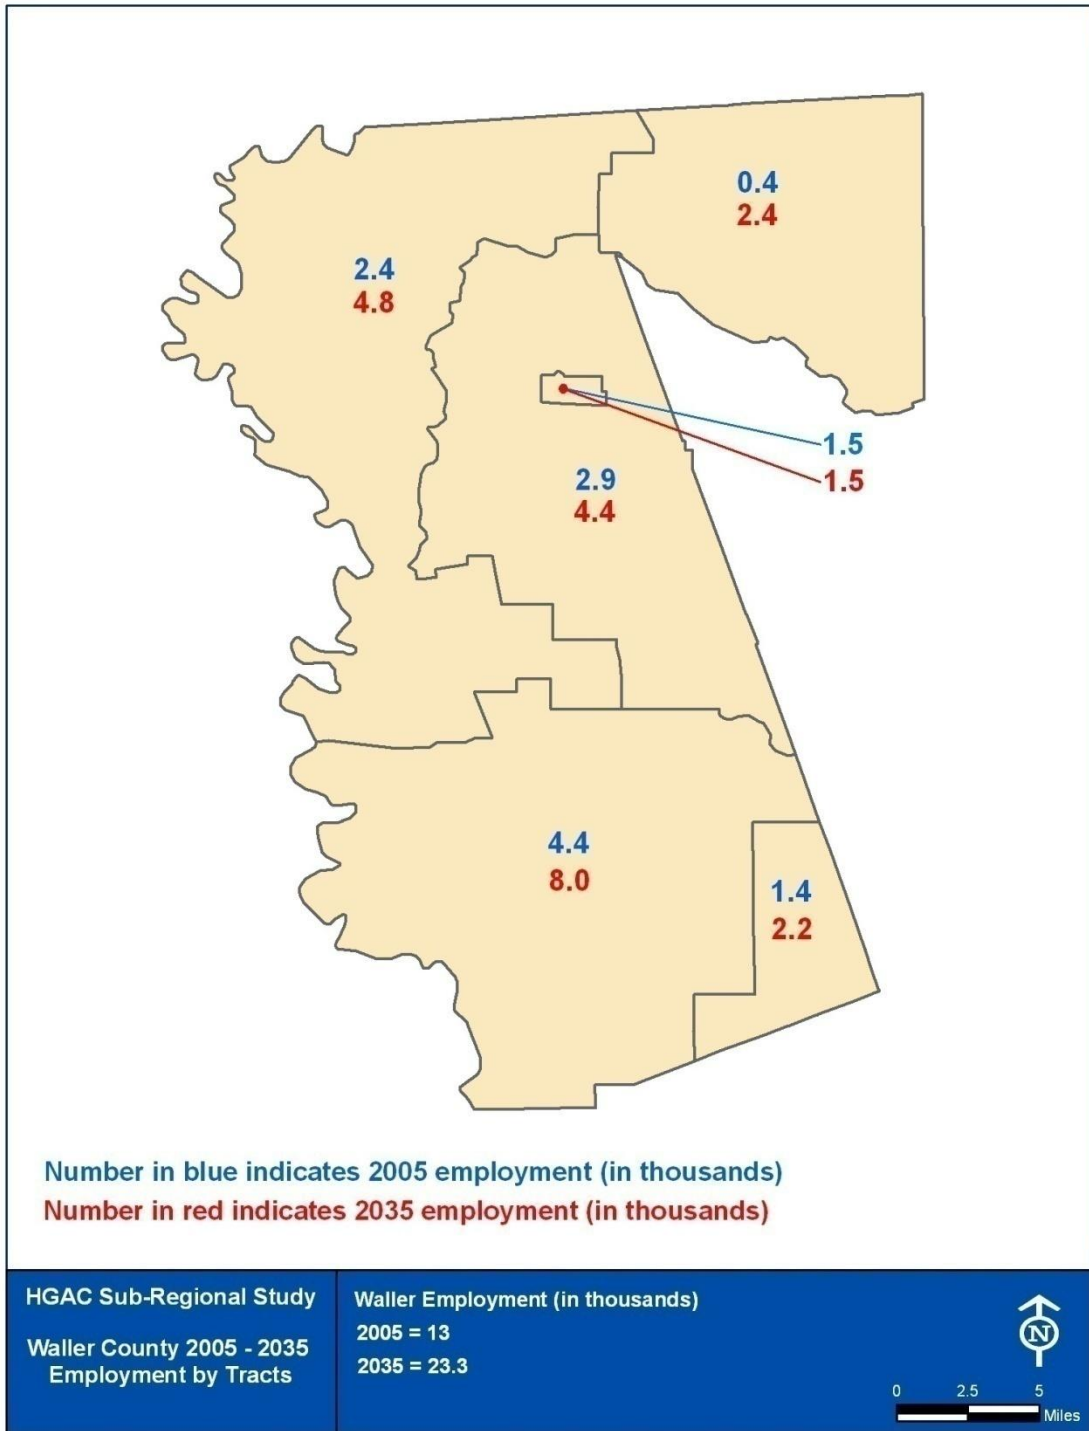 0.4
2.4
2.4
4.8
1.5
1.5
2.9
4.4
4.4
8.0
1.4
2.2
Number in blue indicates 2005 employment (in thousands)
Number in red indicates 2035 employment (in thousands)
HGAC Sub-Regional Study
Waller County 2005 - 2035
Employment by Tracts
Waller Employment (in thousands)
2005 = 13
2035 = 23.3
N
0 2.5 5
Miles